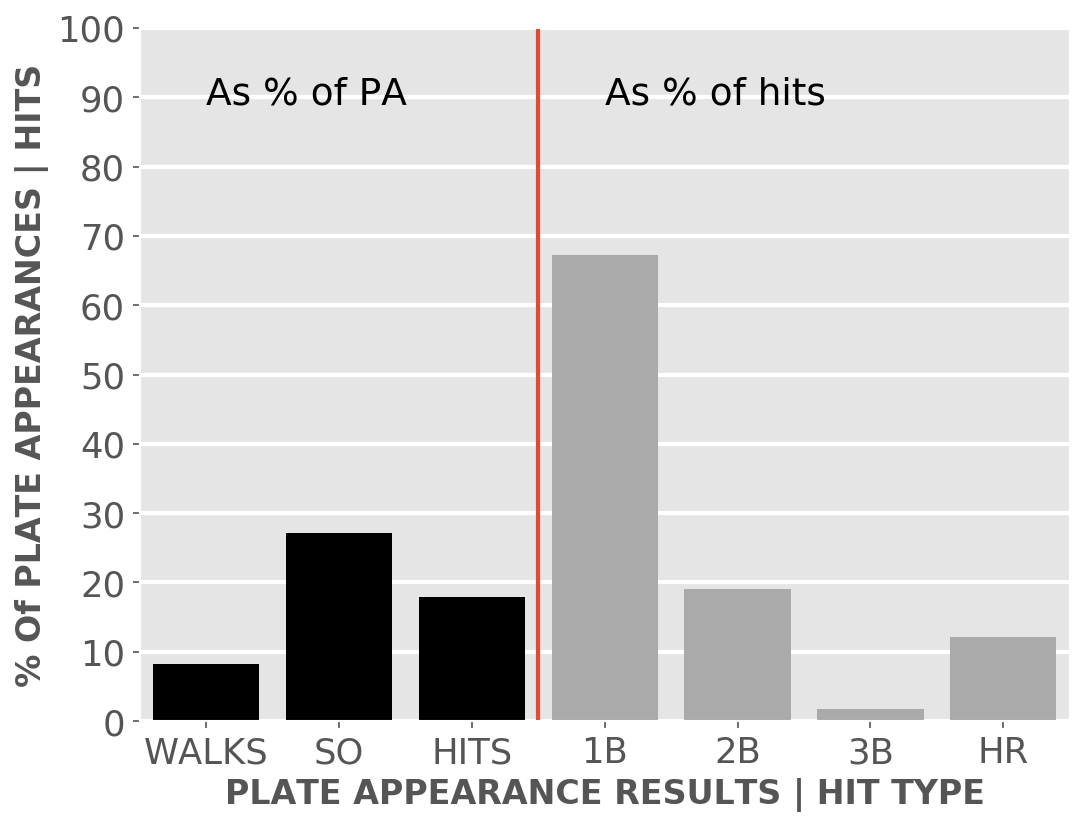 % Of PLATE APPEARANCES | HITS
100
90
80
70
60
50
40
30
20
10
0
As % of PA
As % of hits
WALKS SO HITS 1B 2B 3B HR
PLATE APPEARANCE RESULTS | HIT TYPE